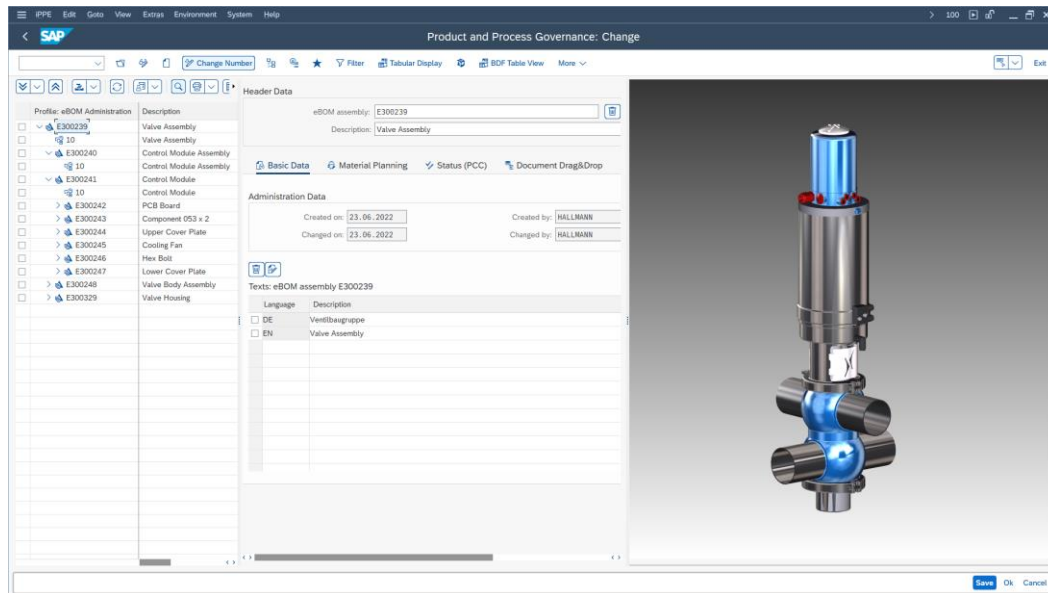 iPPE Edit Goto View Extras Environment System Help 100
SAP Product and Process Governance: Change
Change Number Filter Tabular Display BDF Table View More Exit
Header Data
eBOM assembly: E300239
Description: Valve Assembly
Basic Data Material Planning Status (PCC) Document Drag&Drop
Administration Data
Created on: 23.06.2022 Created by: HALLMANN
Changed on: 23.06.2022 Changed by: HALLMANN
Texts: eBOM assembly E300239
Language Description
DE Ventilbaugruppe
EN Valve Assembly
Profile: eBOM Administration Description
E300239 Valve Assembly
10 Valve Assembly
E300240 Control Module Assembly
10 Control Module Assembly
E300241 Control Module
10 Control Module
E300242 PCB Board
E300243 Component 053 x 2
E300244 Upper Cover Plate
E300245 Cooling Fan
E300246 Hex Bolt
E300247 Lower Cover Plate
E300248 Valve Body Assembly
E300329 Valve Housing
Save Ok Cancel